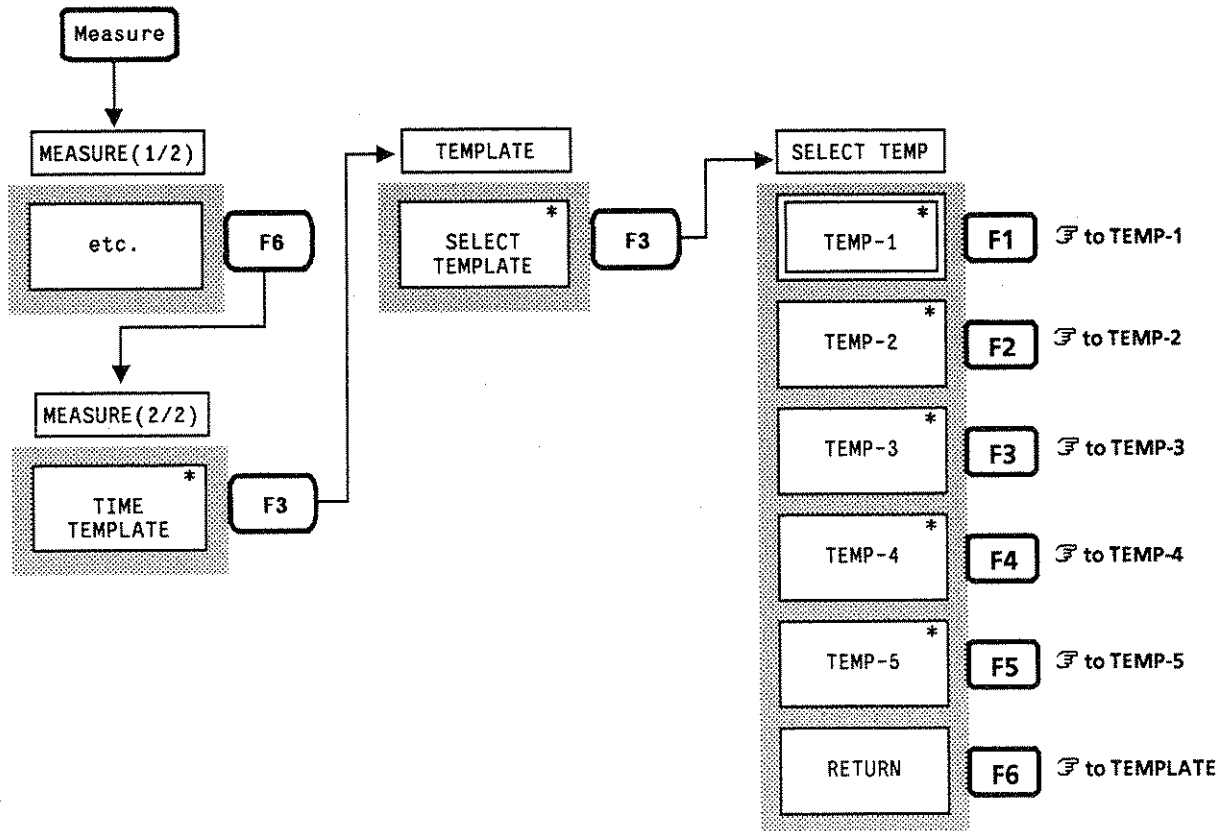 Measure
MEASURE(1/2)
etc.
F6
MEASURE(2/2)
*
TIME
TEMPLATE
F3
TEMPLATE
*
SELECT
TEMPLATE
F3
SELECT TEMP
*
TEMP-1
F1
☞ to TEMP-1
*
TEMP-2
F2
☞ to TEMP-2
*
TEMP-3
F3
☞ to TEMP-3
*
TEMP-4
F4
☞ to TEMP-4
*
TEMP-5
F5
☞ to TEMP-5
RETURN
F6
☞ to TEMPLATE